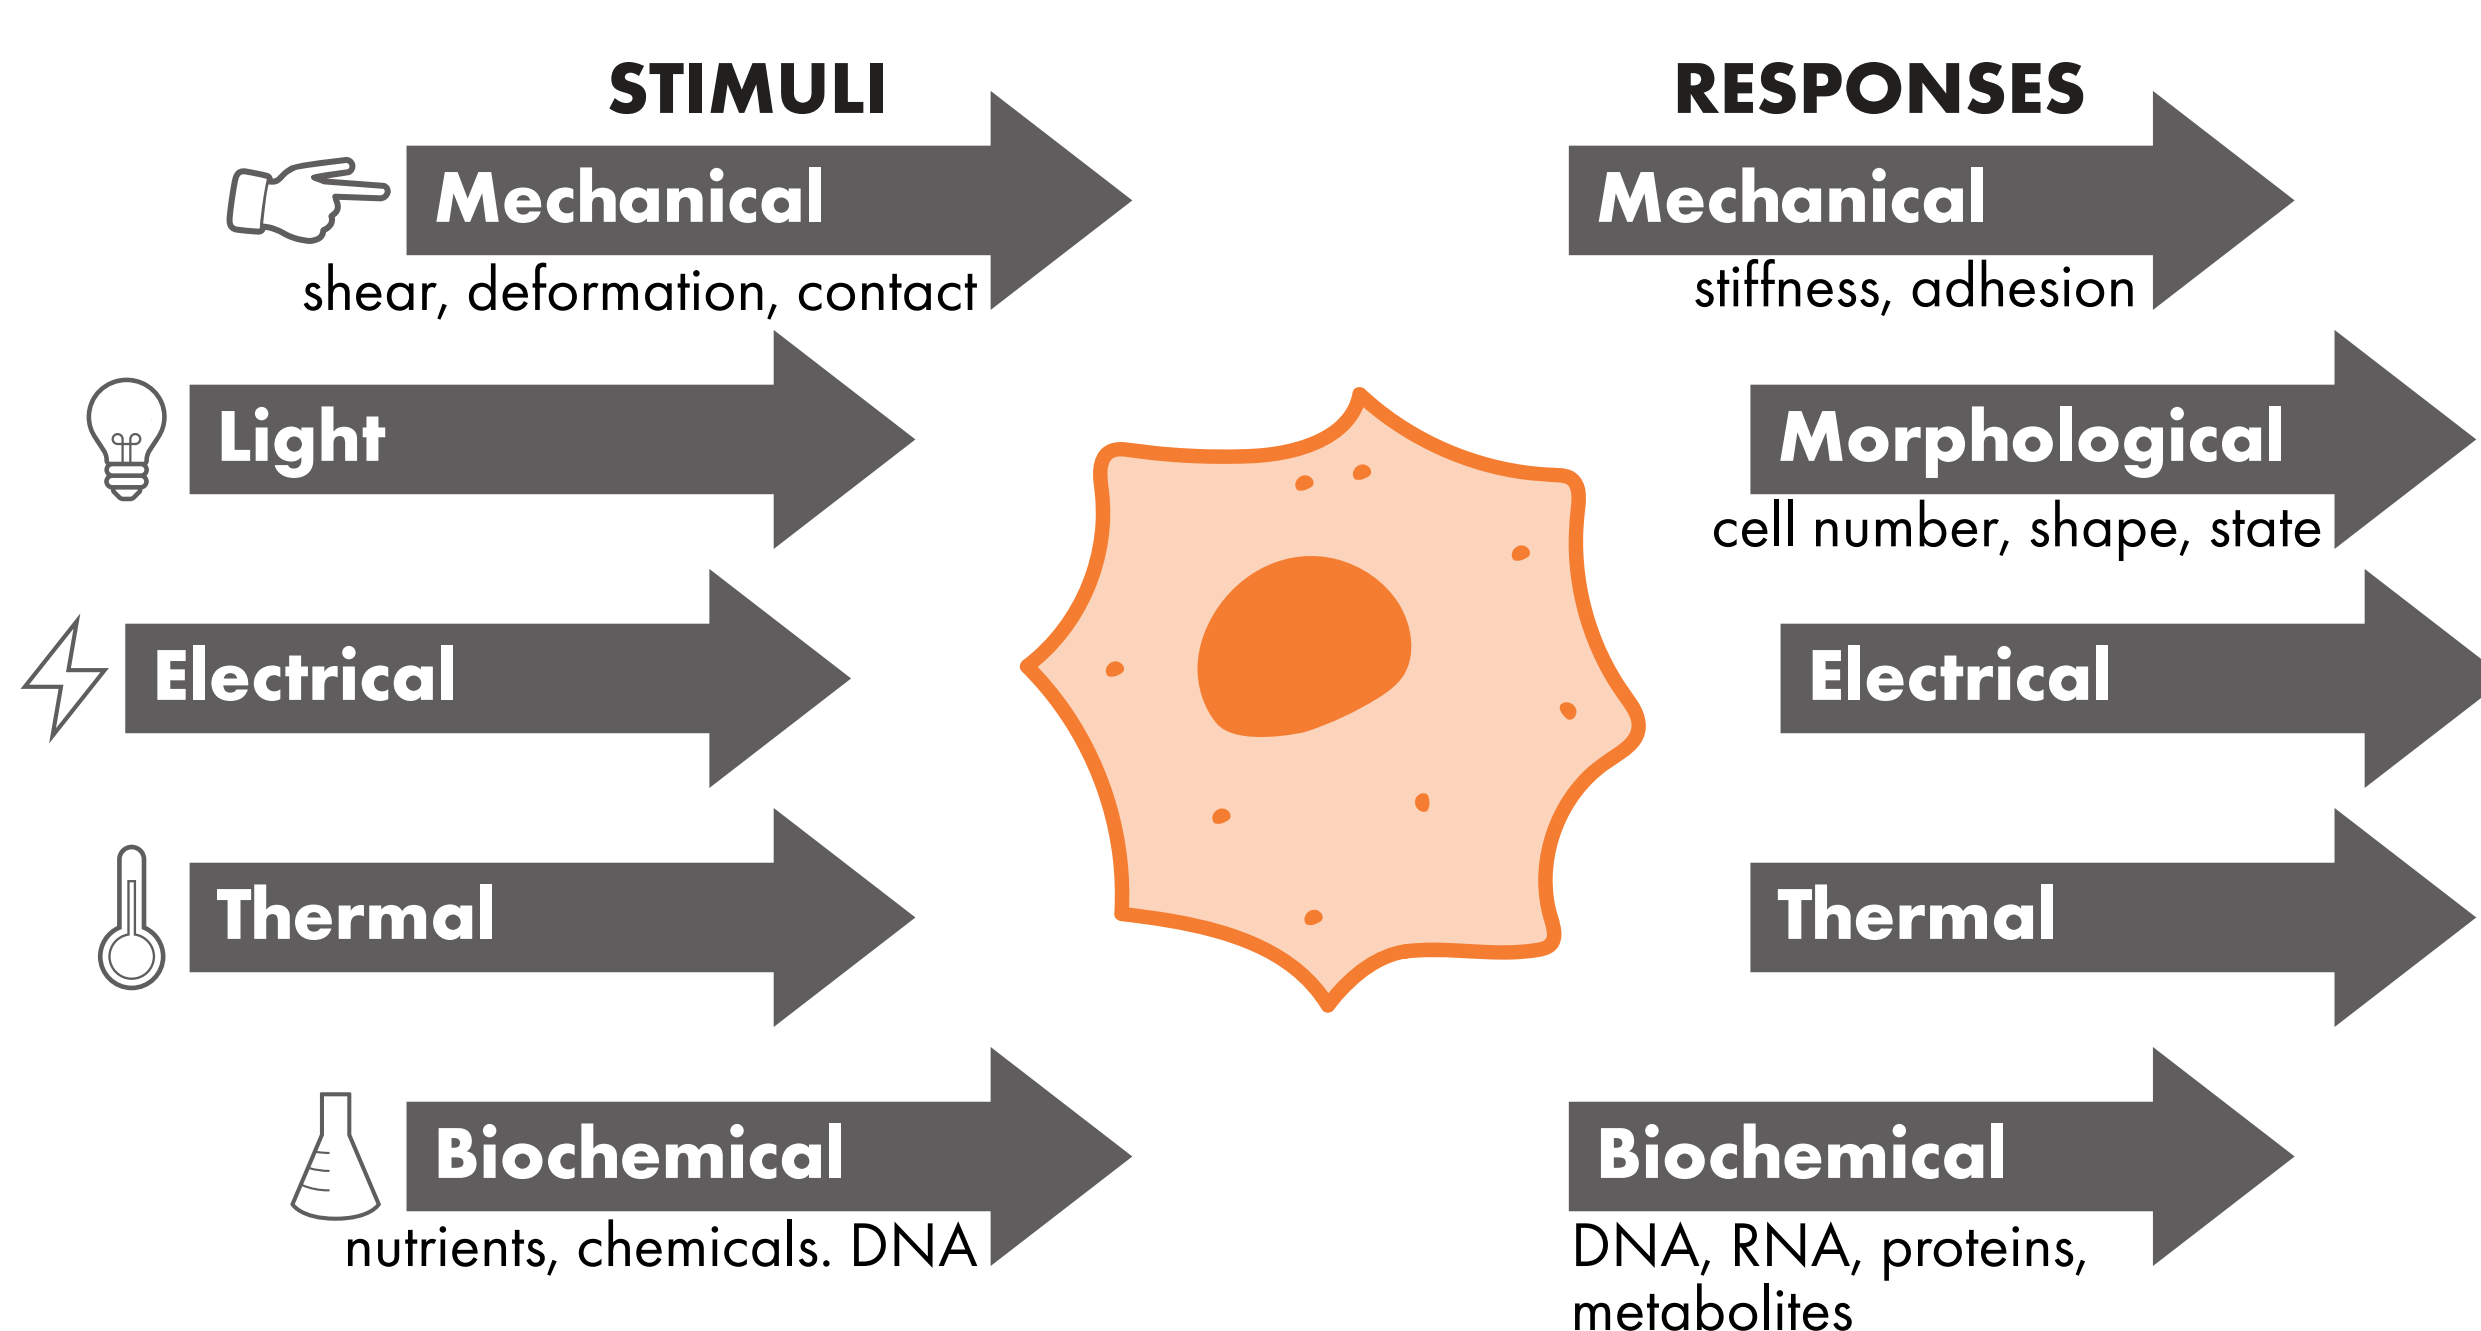 STIMULI
Mechanical
shear, deformation, contact
Light
Electrical
Thermal
Biochemical
nutrients, chemicals. DNA
RESPONSES
Mechanical
stiffness, adhesion
Morphological
cell number, shape, state
Electrical
Thermal
Biochemical
DNA, RNA, proteins,
metabolites